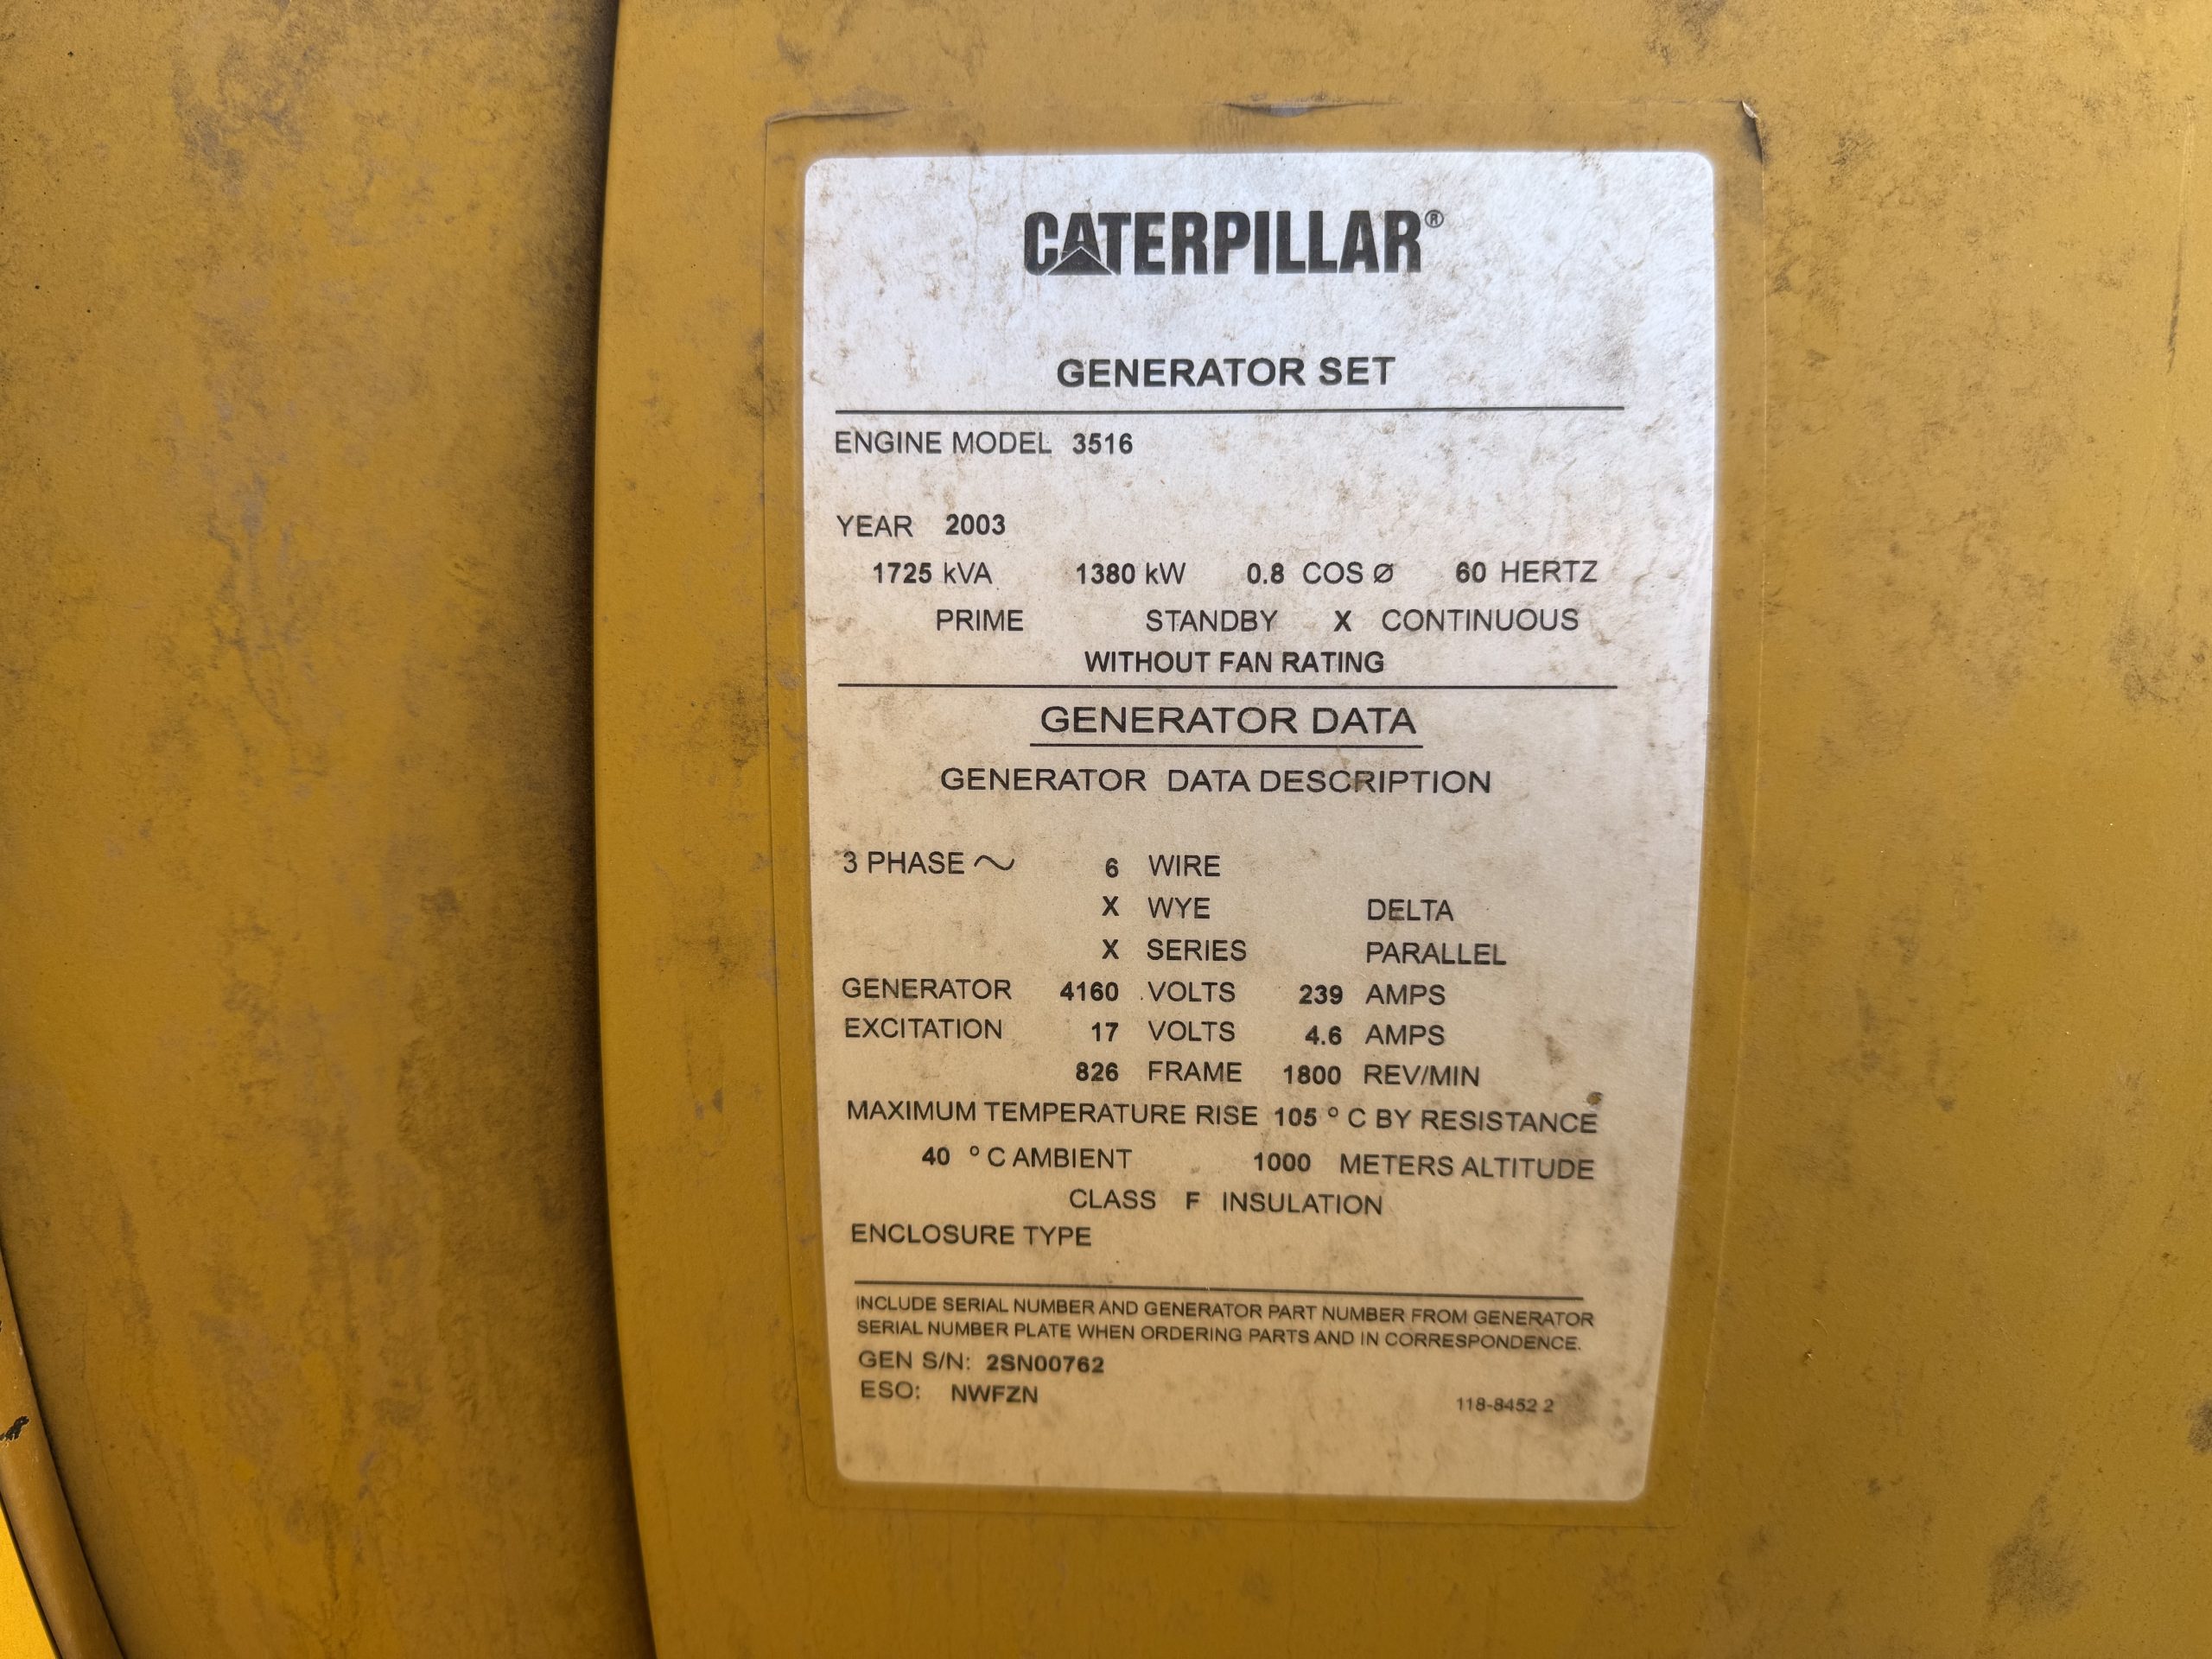 CATERPILLAR®
GENERATOR SET
ENGINE MODEL 3516
YEAR 2003
1725 kVA 1380 kW 0.8 COS Ø 60 HERTZ
PRIME STANDBY X CONTINUOUS
WITHOUT FAN RATING
GENERATOR DATA
GENERATOR DATA DESCRIPTION
3 PHASE ~ 6 WIRE
X WYE DELTA
X SERIES PARALLEL
GENERATOR 4160 VOLTS 239 AMPS
EXCITATION 17 VOLTS 4.6 AMPS
826 FRAME 1800 REV/MIN
MAXIMUM TEMPERATURE RISE 105 ° C BY RESISTANCE
40 ° C AMBIENT 1000 METERS ALTITUDE
CLASS F INSULATION
ENCLOSURE TYPE
INCLUDE SERIAL NUMBER AND GENERATOR PART NUMBER FROM GENERATOR
SERIAL NUMBER PLATE WHEN ORDERING PARTS AND IN CORRESPONDENCE.
GEN S/N: 2SN00762
ESO: NWFZN 118-8452 2